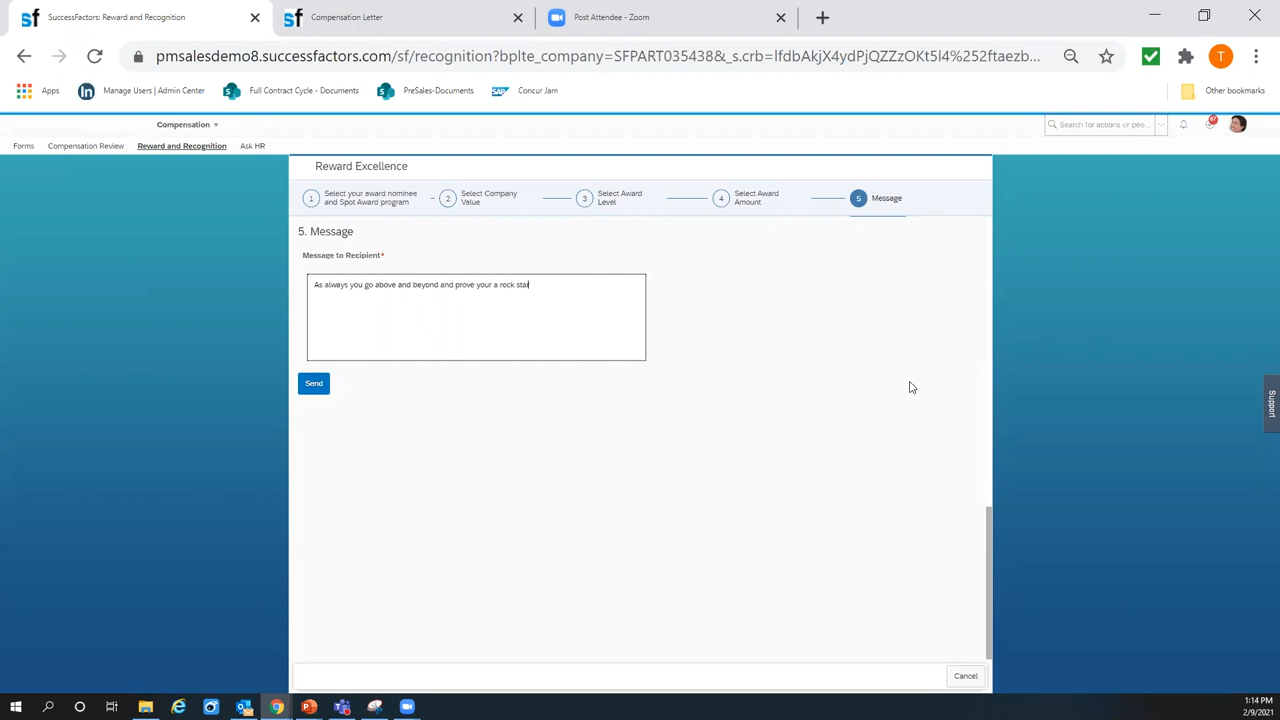 SuccessFactors: Reward and Recognition
Compensation Letter
Post Attendee - Zoom
pmsalesdemo8.successfactors.com/sf/recognition?bplte_company=SFPART035438&_s.crb=lfdbAkjX4ydPjQZZzOKt5l4%252ftaezb...
T
Apps
Manage Users | Admin Center
Full Contract Cycle - Documents
PreSales-Documents
SAP
Concur Jam
Other bookmarks
Compensation
Search for actions or peo...
Forms
Compensation Review
Reward and Recognition
Ask HR
Reward Excellence
1
Select your award nominee
and Spot Award program
2
Select Company
Value
3
Select Award
Level
4
Select Award
Amount
5
Message
5. Message
Message to Recipient*
As always you go above and beyond and prove your a rock star
Send
Support
Cancel
1:14 PM
2/9/2021